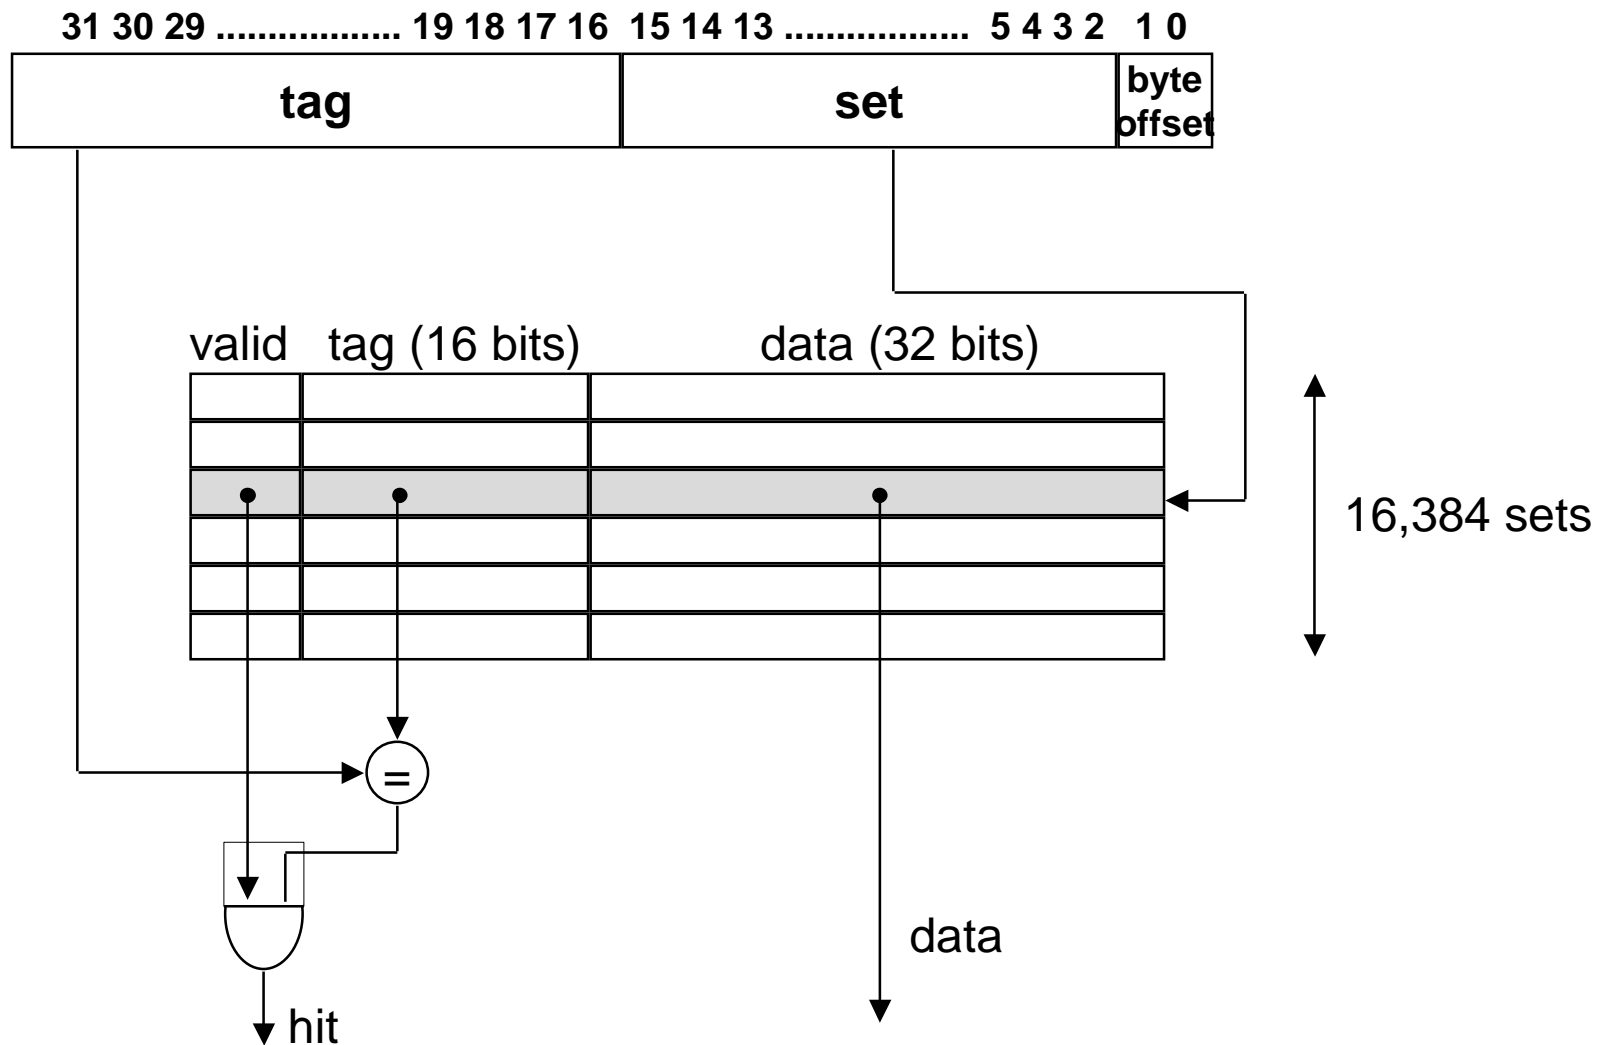 31 30 29 .................. 19 18 17 16 15 14 13 .................. 5 4 3 2 1 0
tag set byte
offset
valid tag (16 bits) data (32 bits)
16,384 sets
=
data
hit